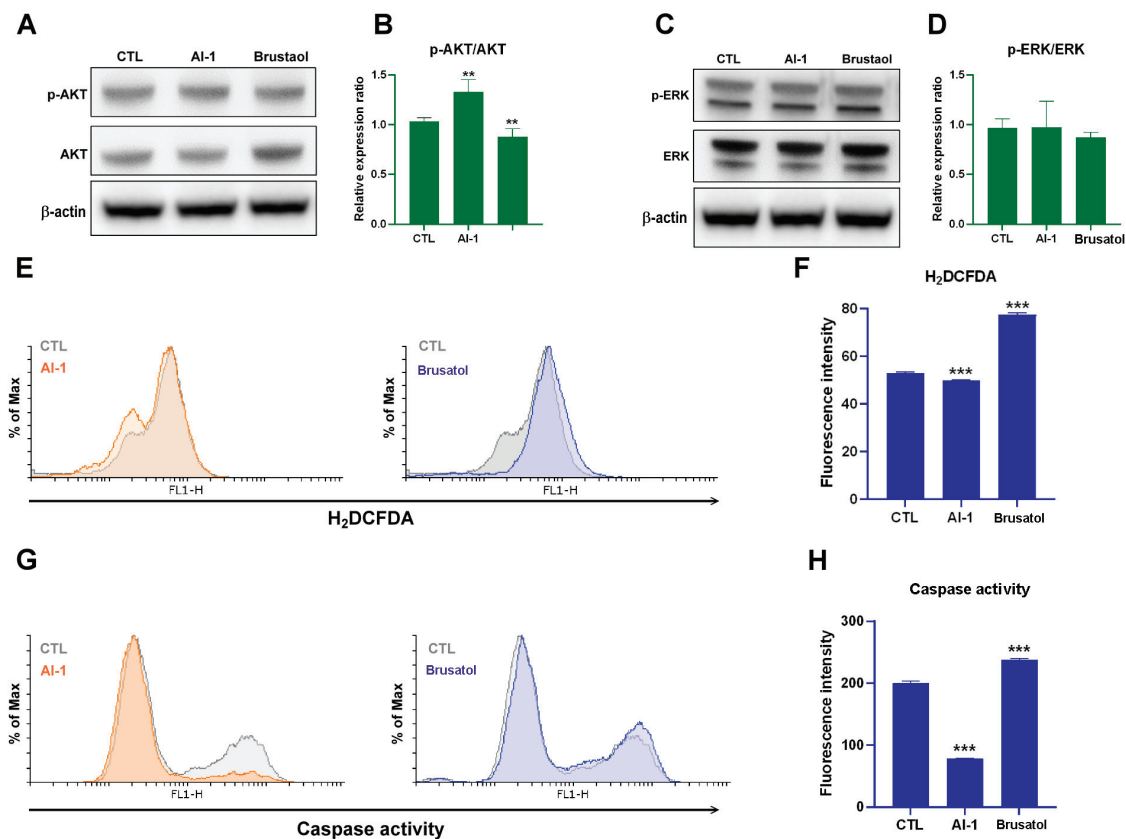 A
CTL AI-1 Brustaol
p-AKT
AKT
β-actin
B
p-AKT/AKT
Relative expression ratio
1.5
1.0
0.5
0.0
**
**
CTL AI-1
C
CTL AI-1 Brustaol
p-ERK
ERK
β-actin
D
p-ERK/ERK
Relative expression ratio
1.5
1.0
0.5
0.0
CTL AI-1 Brusatol
E
% of Max
CTL
AI-1
FL1-H
% of Max
CTL
Brusatol
FL1-H
H₂DCFDA
F
H₂DCFDA
Fluorescence intensity
80
60
40
20
0
***
***
CTL AI-1 Brusatol
G
% of Max
CTL
AI-1
FL1-H
% of Max
CTL
Brusatol
FL1-H
Caspase activity
H
Caspase activity
Fluorescence intensity
300
200
100
0
***
***
CTL AI-1 Brusatol